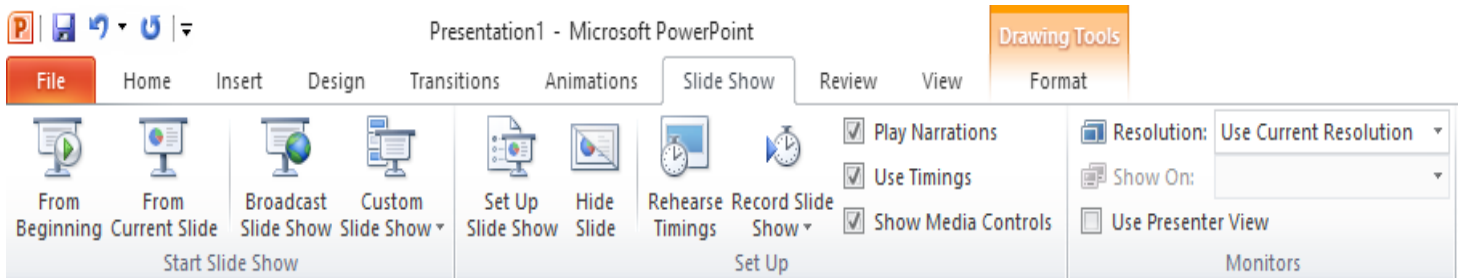 P
Presentation1 - Microsoft PowerPoint
Drawing Tools
File Home Insert Design Transitions Animations Slide Show Review View Format
From Beginning
From Current Slide
Broadcast Slide Show
Custom Slide Show
Set Up Slide Show
Hide Slide
Rehearse Timings
Record Slide Show
Play Narrations
Use Timings
Show Media Controls
Resolution: Use Current Resolution
Show On:
Use Presenter View
Start Slide Show
Set Up
Monitors